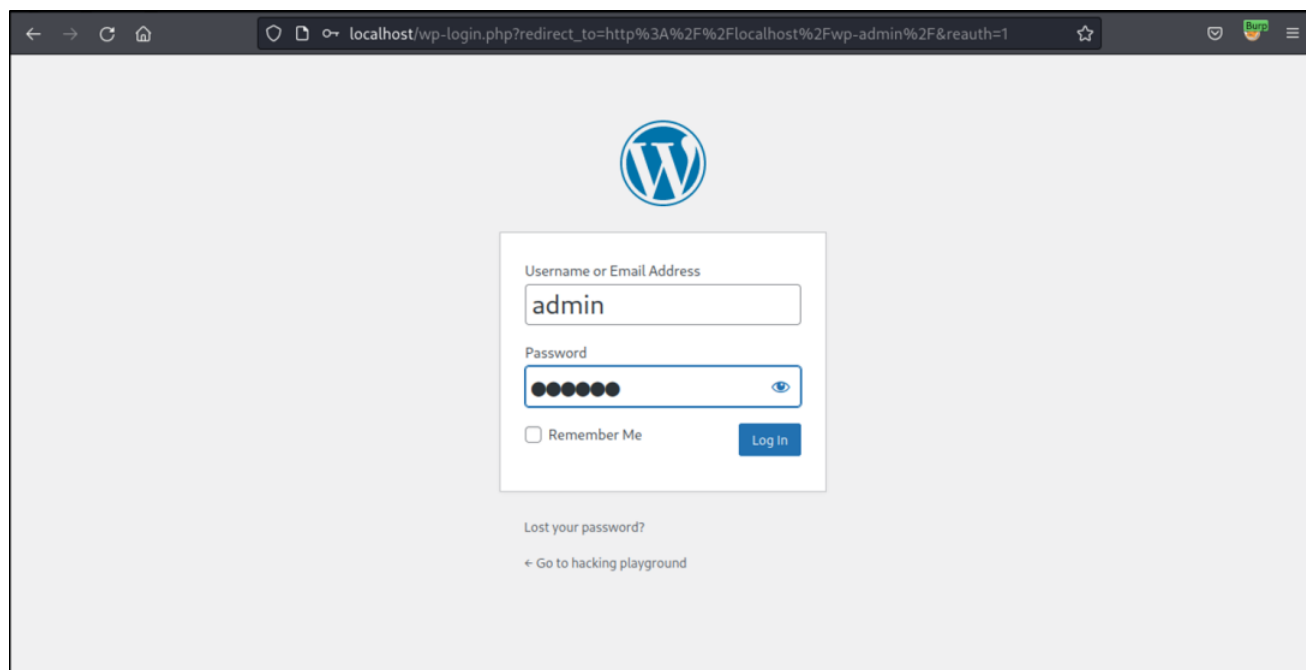 localhost/wp-login.php?redirect_to=http%3A%2F%2Flocalhost%2Fwp-admin%2F&reauth=1
Burp
Username or Email Address
admin
Password
●●●●●●
Remember Me
Log In
Lost your password?
← Go to hacking playground